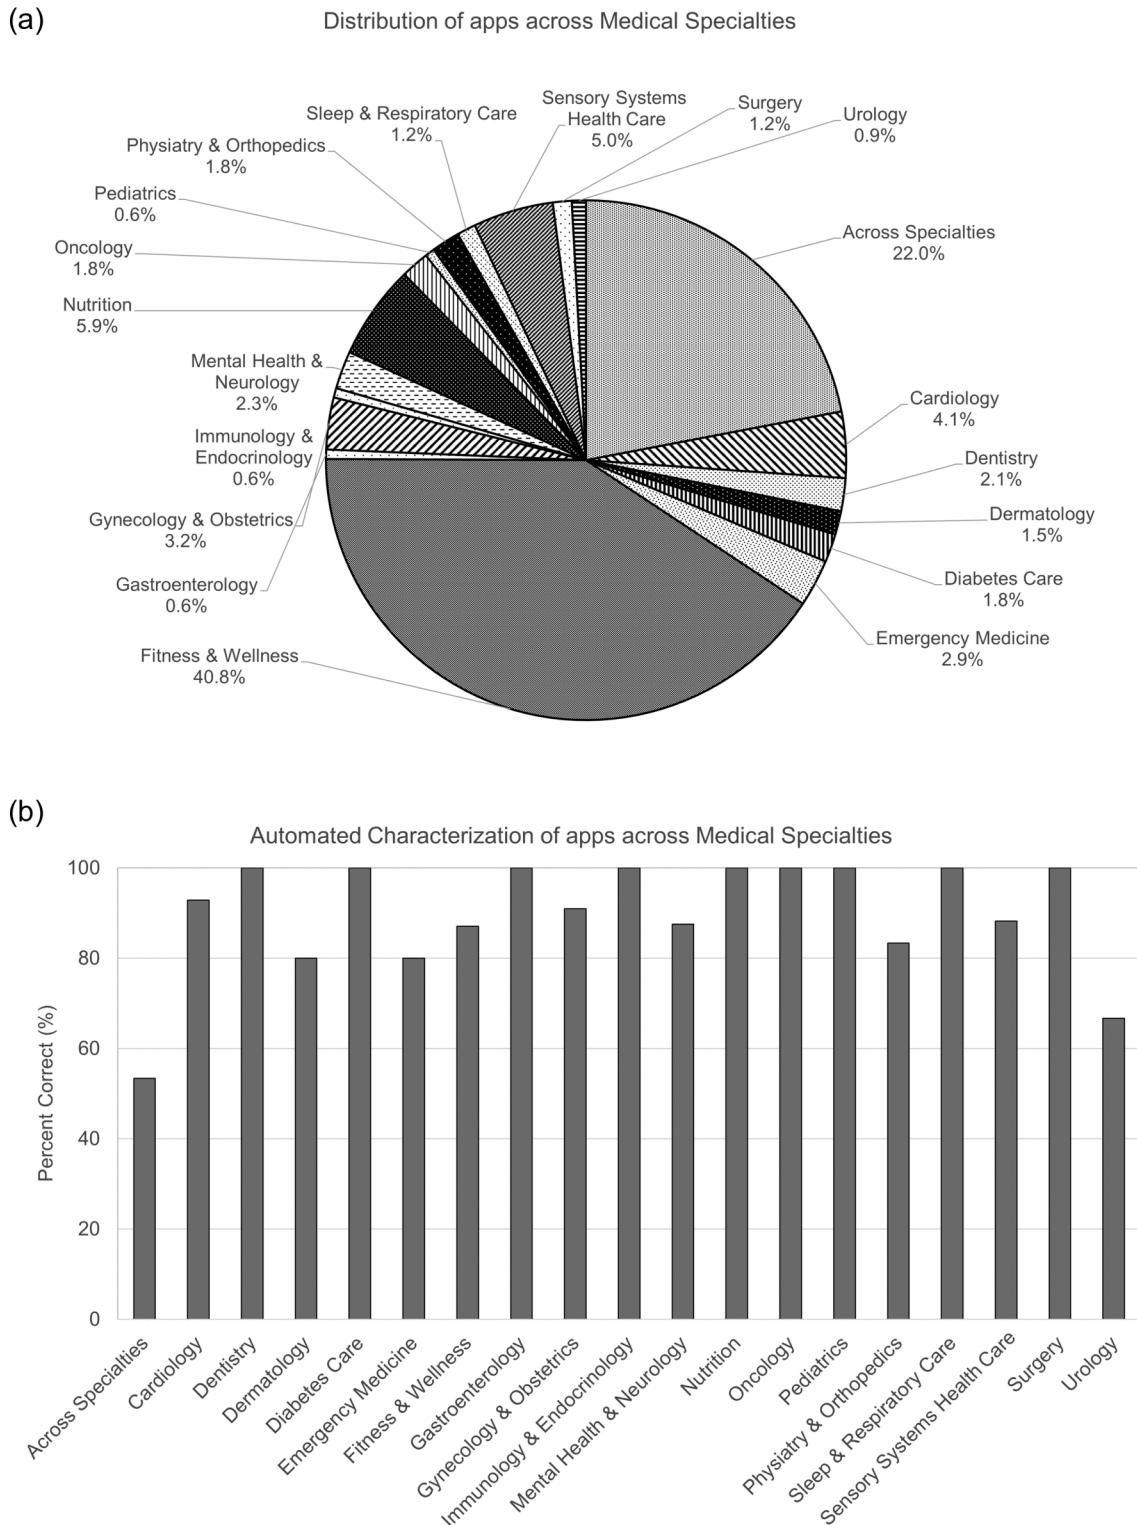 (a)
Distribution of apps across Medical Specialties
Sensory Systems
Health Care
5.0%
Surgery
1.2%
Urology
0.9%
Sleep & Respiratory Care
1.2%
Physiatry & Orthopedics
1.8%
Pediatrics
0.6%
Oncology
1.8%
Nutrition
5.9%
Mental Health &
Neurology
2.3%
Immunology &
Endocrinology
0.6%
Gynecology & Obstetrics
3.2%
Gastroenterology
0.6%
Fitness & Wellness
40.8%
Across Specialties
22.0%
Cardiology
4.1%
Dentistry
2.1%
Dermatology
1.5%
Diabetes Care
1.8%
Emergency Medicine
2.9%
(b)
Automated Characterization of apps across Medical Specialties
Percent Correct (%)
100
80
60
40
20
0
Across Specialties
Cardiology
Dentistry
Dermatology
Diabetes Care
Emergency Medicine
Fitness & Wellness
Gastroenterology
Gynecology & Obstetrics
Immunology & Endocrinology
Mental Health & Neurology
Nutrition
Oncology
Pediatrics
Physiatry & Orthopedics
Sleep & Respiratory Care
Sensory Systems Health Care
Surgery
Urology